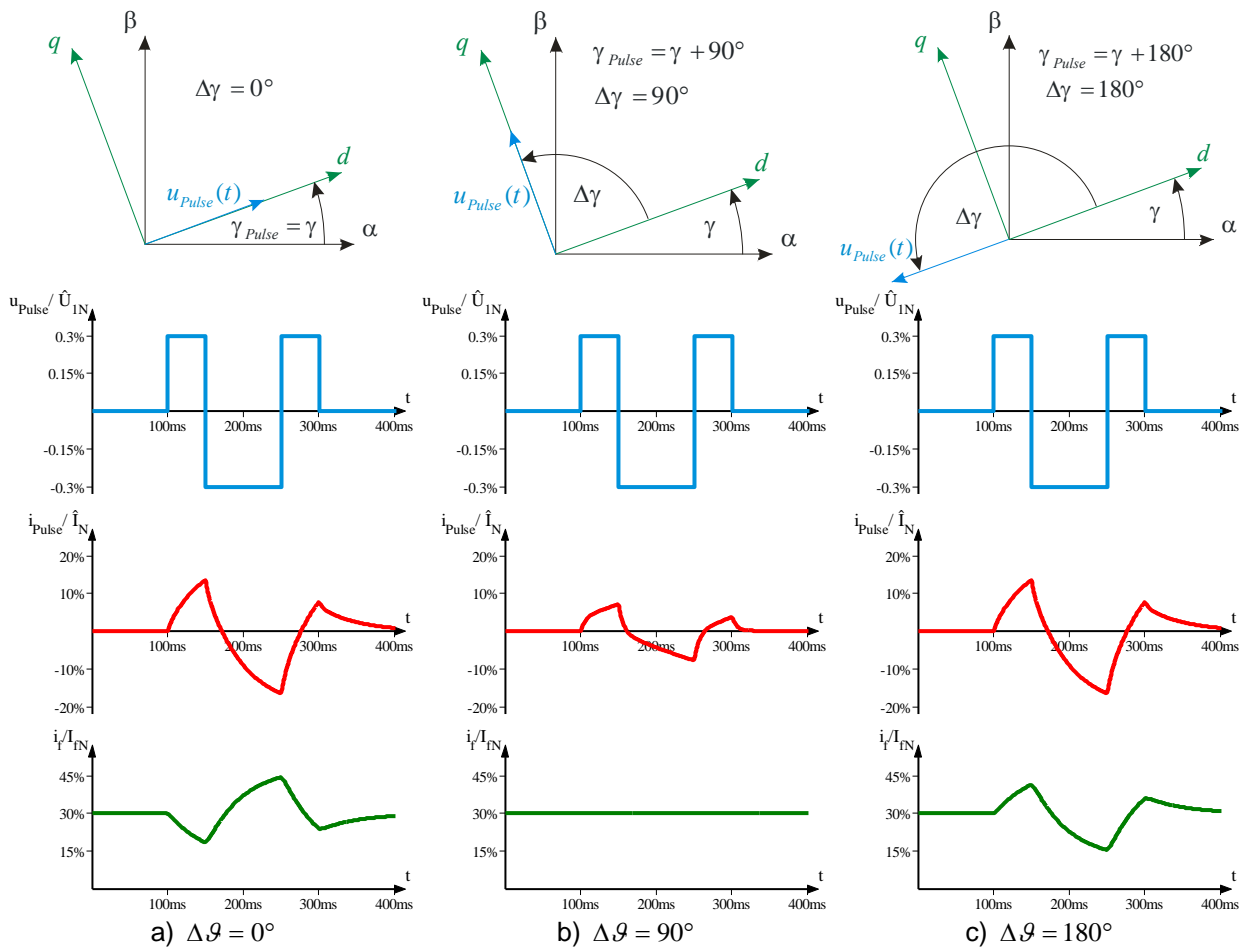 β
q
Δγ = 0°
d
u_Pulse(t)
γ_Pulse = γ
α
β
q
γ_Pulse = γ + 90°
Δγ = 90°
d
u_Pulse(t)
Δγ
γ
α
β
q
γ_Pulse = γ + 180°
Δγ = 180°
d
Δγ
γ
α
u_Pulse(t)
u_Pulse / Û_1N
0.3%
0.15%
-0.15%
-0.3%
100ms 200ms 300ms 400ms
t
u_Pulse / Û_1N
0.3%
0.15%
-0.15%
-0.3%
100ms 200ms 300ms 400ms
t
u_Pulse / Û_1N
0.3%
0.15%
-0.15%
-0.3%
100ms 200ms 300ms 400ms
t
i_Pulse / Î_N
20%
10%
-10%
-20%
100ms 200ms 300ms 400ms
t
i_Pulse / Î_N
20%
10%
-10%
-20%
100ms 200ms 300ms 400ms
t
i_Pulse / Î_N
20%
10%
-10%
-20%
100ms 200ms 300ms 400ms
t
i_f/I_fN
45%
30%
15%
100ms 200ms 300ms 400ms
t
i_f/I_fN
45%
30%
15%
100ms 200ms 300ms 400ms
t
i_f/I_fN
45%
30%
15%
100ms 200ms 300ms 400ms
t
a) Δϑ = 0°
b) Δϑ = 90°
c) Δϑ = 180°